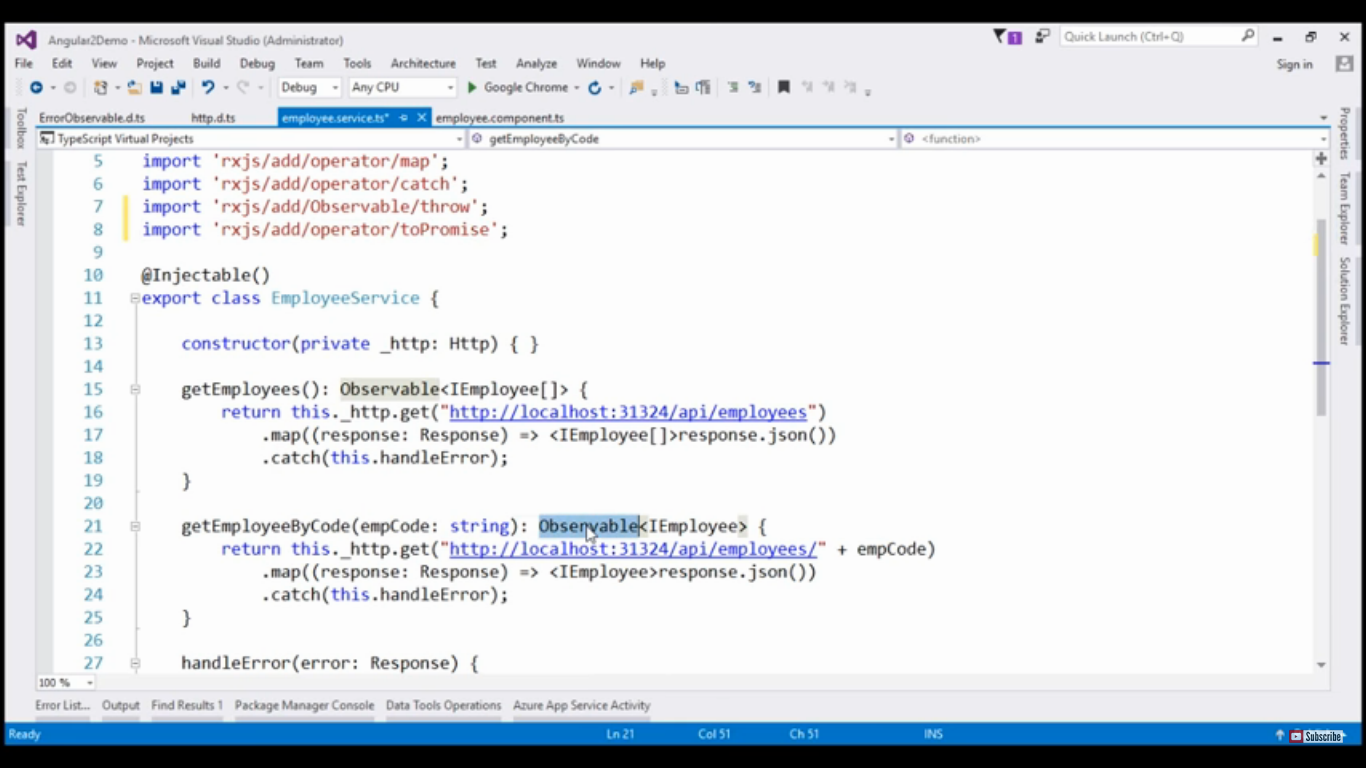 Angular2Demo - Microsoft Visual Studio (Administrator)
1
Quick Launch (Ctrl+Q)
File Edit View Project Build Debug Team Tools Architecture Test Analyze Window Help
Sign in
Debug Any CPU Google Chrome
ErrorObservable.d.ts http.d.ts employee.service.ts* employee.component.ts
TypeScript Virtual Projects getEmployeeByCode <function>
Toolbox
Test Explorer
Properties
Team Explorer
Solution Explorer
5 import 'rxjs/add/operator/map';
6 import 'rxjs/add/operator/catch';
7 import 'rxjs/add/Observable/throw';
8 import 'rxjs/add/operator/toPromise';
9
10 @Injectable()
11 export class EmployeeService {
12
13 constructor(private _http: Http) { }
14
15 getEmployees(): Observable<IEmployee[]> {
16 return this._http.get("http://localhost:31324/api/employees")
17 .map((response: Response) => <IEmployee[]>response.json())
18 .catch(this.handleError);
19 }
20
21 getEmployeeByCode(empCode: string): Observable<IEmployee> {
22 return this._http.get("http://localhost:31324/api/employees/" + empCode)
23 .map((response: Response) => <IEmployee>response.json())
24 .catch(this.handleError);
25 }
26
27 handleError(error: Response) {
100 %
Error List... Output Find Results 1 Package Manager Console Data Tools Operations Azure App Service Activity
Ready Ln 21 Col 51 Ch 51 INS Subscribe